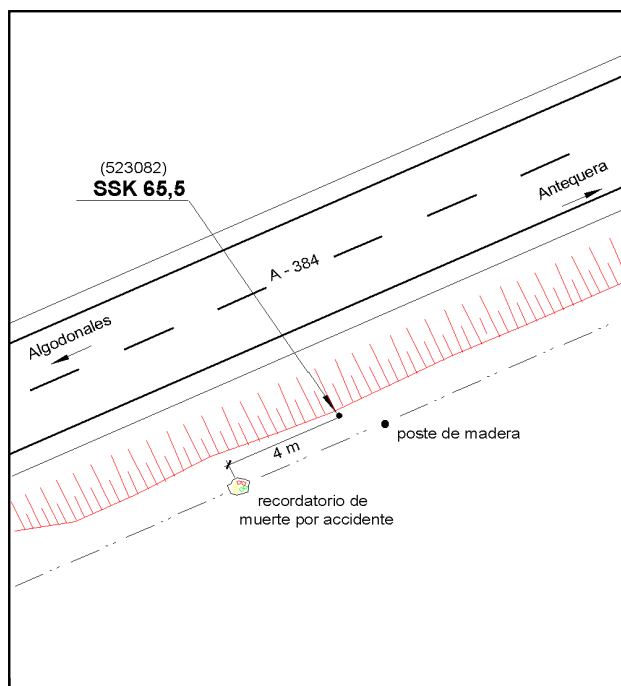 (523082)
SSK 65,5
Antequera
A - 384
Algodonales
poste de madera
4 m
recordatorio de
muerte por accidente